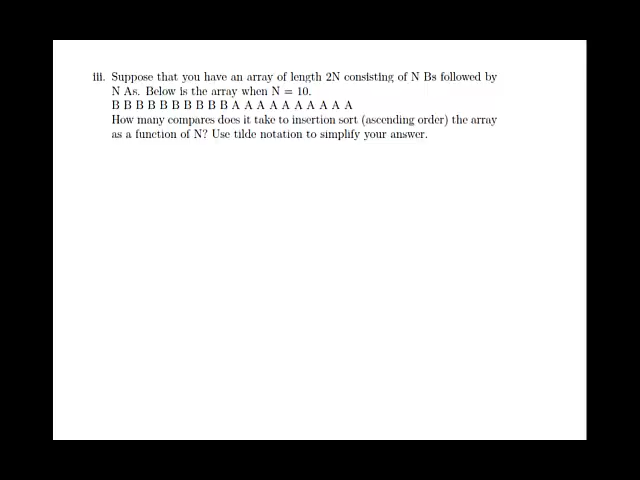 iii. Suppose that you have an array of length 2N consisting of N Bs followed by
N As. Below is the array when N = 10.
B B B B B B B B B B A A A A A A A A A A
How many compares does it take to insertion sort (ascending order) the array
as a function of N? Use tilde notation to simplify your answer.